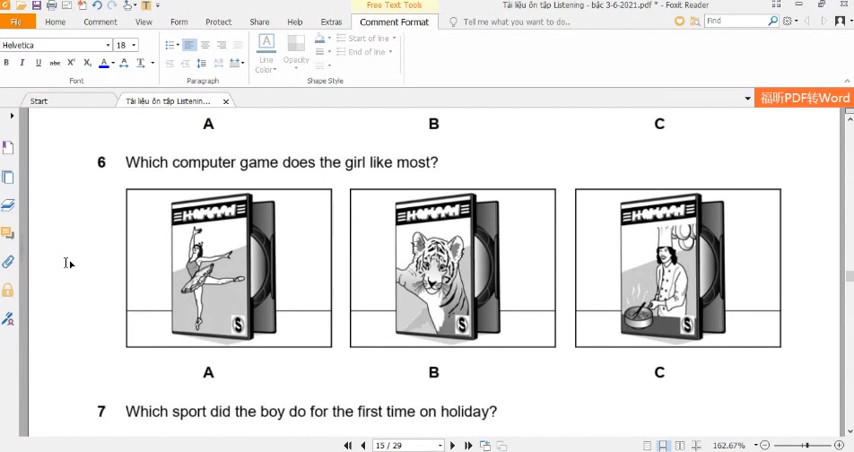 Free Text Tools
Tài liệu ôn tập Listening - bậc 3-6-2021.pdf * - Foxit Reader
File Home Comment View Form Protect Share Help Extras Comment Format Tell me what you want to do.. Find
Helvetica 18
Start of line
End of line
Line Color Opacity
B I U abc X² X₂ A T
Font Paragraph Shape Style
Start Tài liệu ôn tập Listenin... 福昕PDF转Word
A B C
6 Which computer game does the girl like most?
S S S
A B C
7 Which sport did the boy do for the first time on holiday?
15 / 29 162.67%